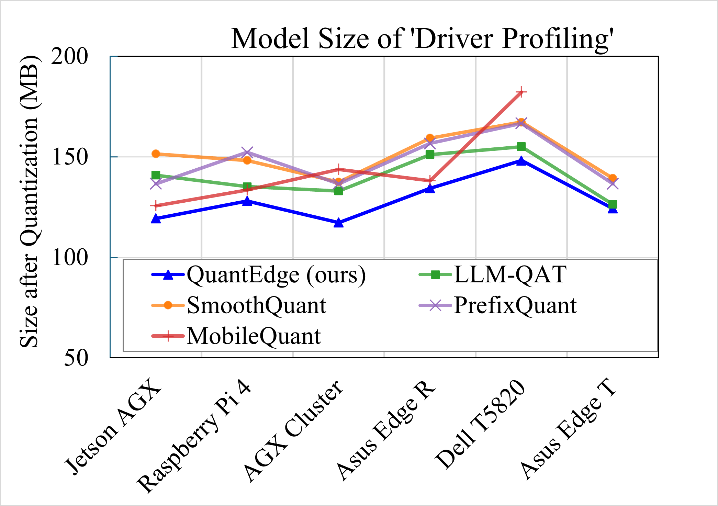 Model Size of 'Driver Profiling'
Size after Quantization (MB)
200
150
100
50
QuantEdge (ours)
LLM-QAT
SmoothQuant
PrefixQuant
MobileQuant
Jetson AGX
Raspberry Pi 4
AGX Cluster
Asus Edge R
Dell T5820
Asus Edge T